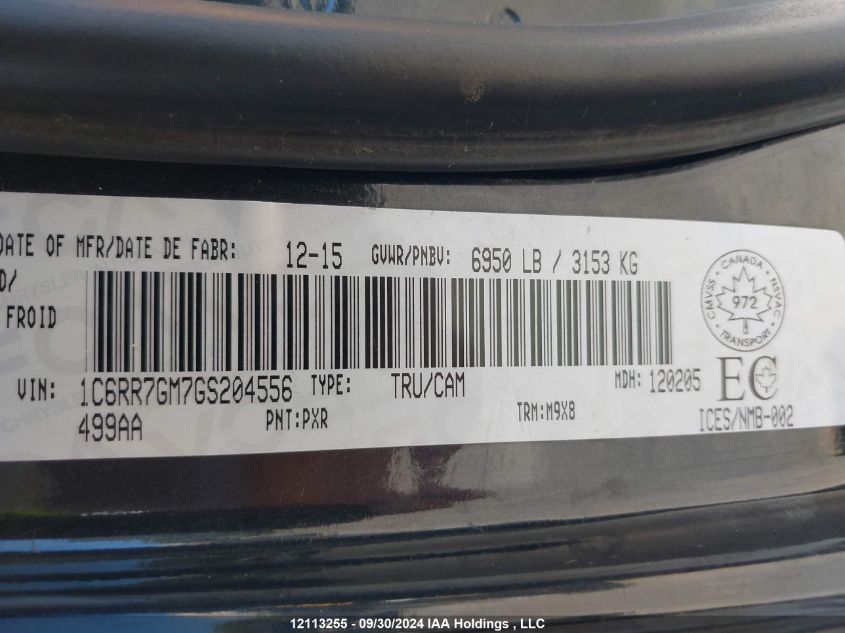 DATE OF MFR/DATE DE FABR: 12-15 GVWR/PNBV: 6950 LB / 3153 KG
FROID
CANADA
CMVSS 972 NSVAC
TRANSPORT
VIN: 1C6RR7GM7GS204556 TYPE: TRU/CAM MDH: 120205 EC
499AA PNT:PXR TRM:M9X8 ICES/NMB-002
12113255 - 09/30/2024 IAA Holdings , LLC